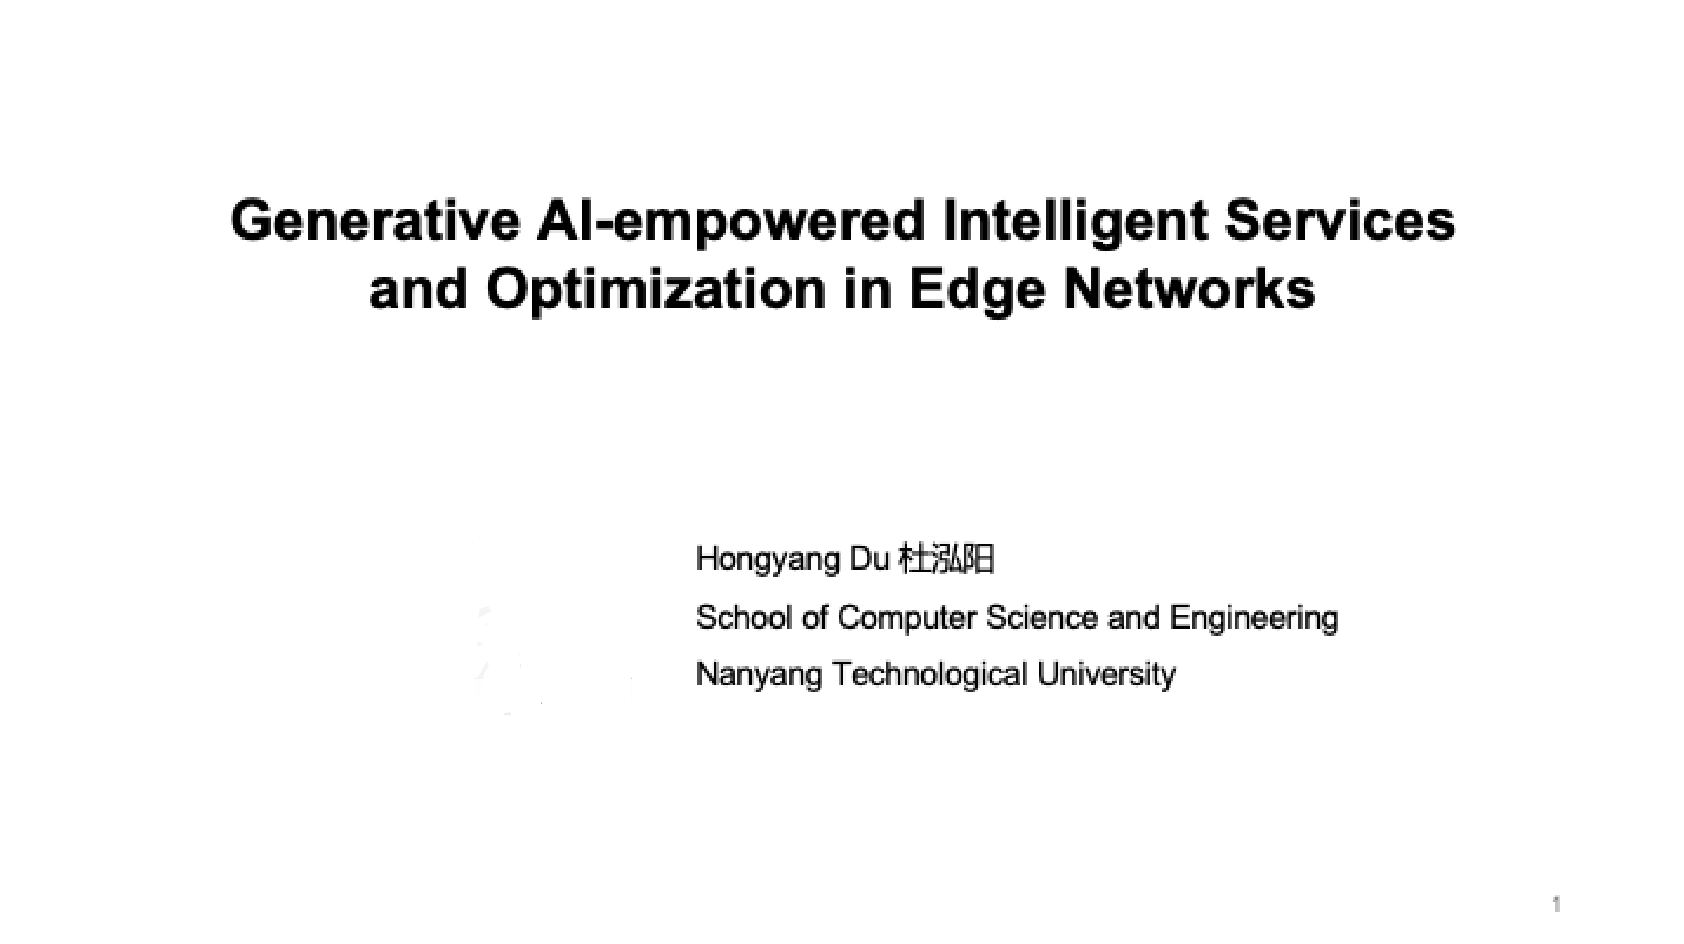 Generative AI-empowered Intelligent Services
and Optimization in Edge Networks
Hongyang Du 杜泓阳
School of Computer Science and Engineering
Nanyang Technological University
1